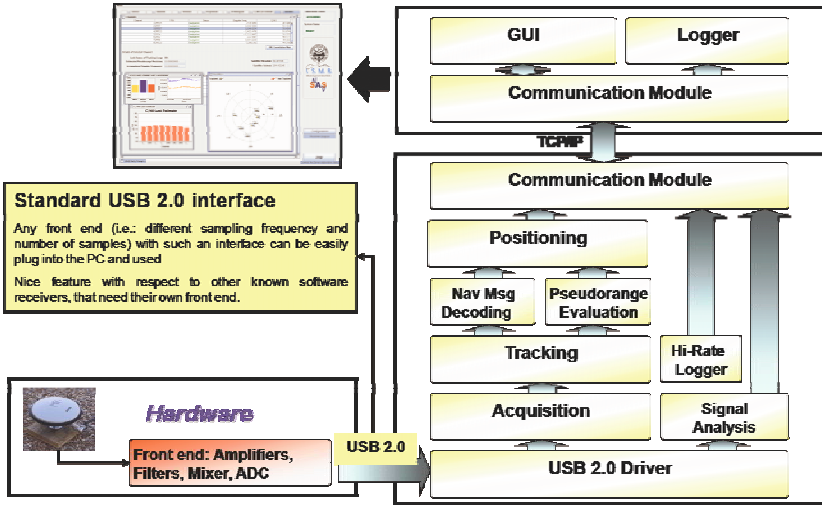 GUI
Logger
Communication Module
TCP/IP
Communication Module
Standard USB 2.0 interface
Any front end (i.e.: different sampling frequency and
number of samples) with such an interface can be easily
plug into the PC and used
Nice feature with respect to other known software
receivers, that need their own front end.
Positioning
Nav Msg
Decoding
Pseudorange
Evaluation
Tracking
Hi-Rate
Logger
Acquisition
Signal
Analysis
USB 2.0 Driver
Hardware
Front end: Amplifiers,
Filters, Mixer, ADC
USB 2.0